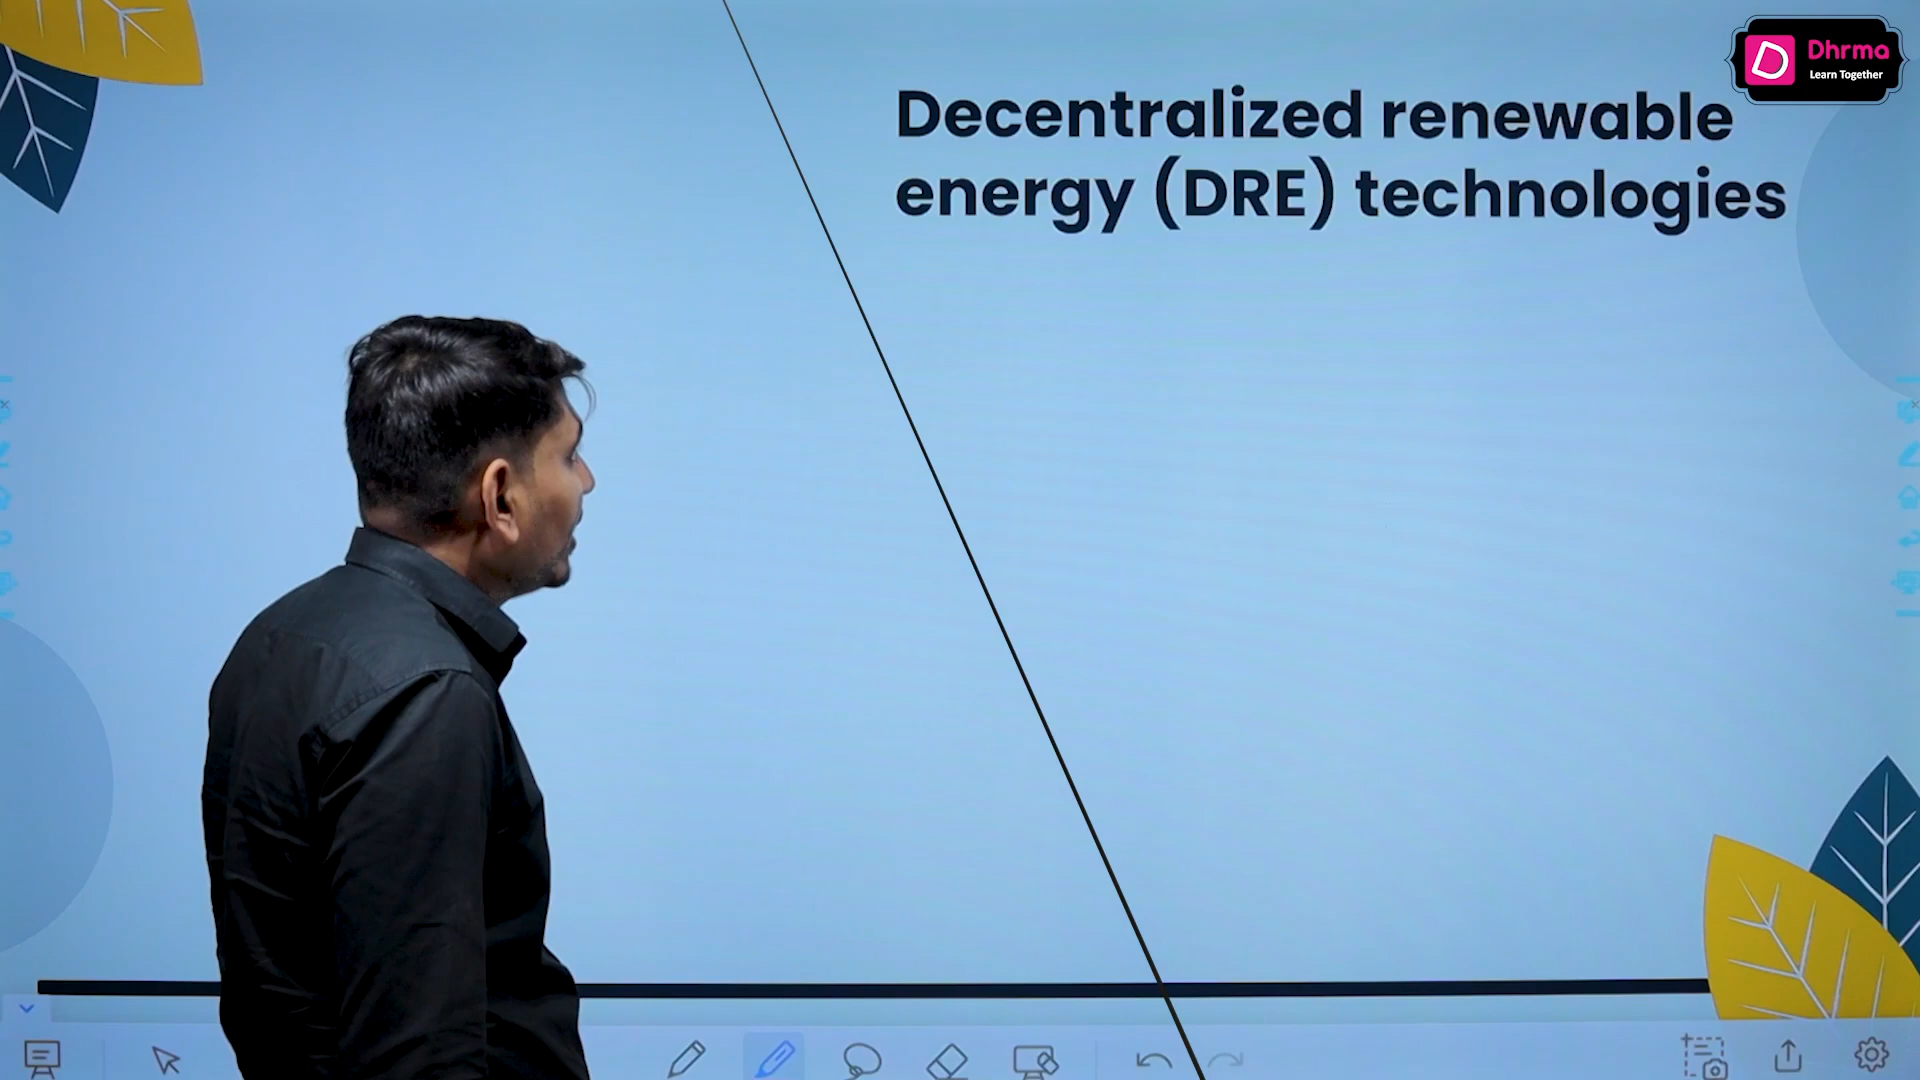 Dhrma
Learn Together
Decentralized renewable
energy (DRE) technologies